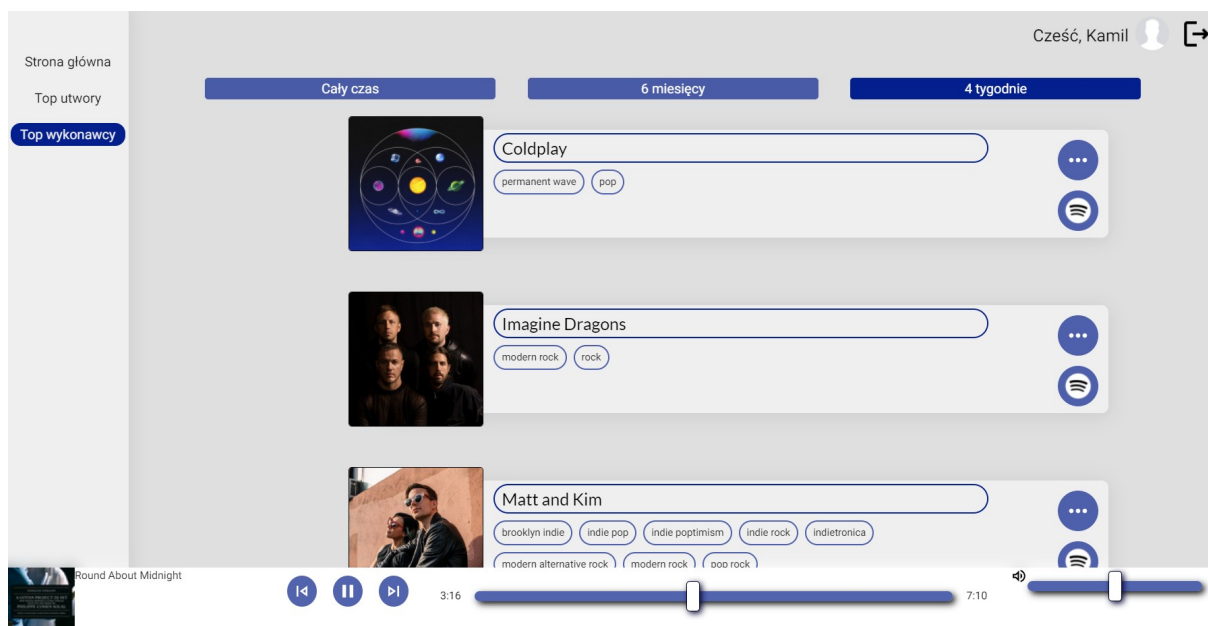 Cześć, Kamil
Strona główna
Top utwory
Top wykonawcy
Cały czas
6 miesięcy
4 tygodnie
Coldplay
permanent wave
pop
Imagine Dragons
modern rock
rock
Matt and Kim
brooklyn indie
indie pop
indie poptimism
indie rock
indietronica
modern alternative rock
modern rock
pop rock
Round About Midnight
3:16
7:10